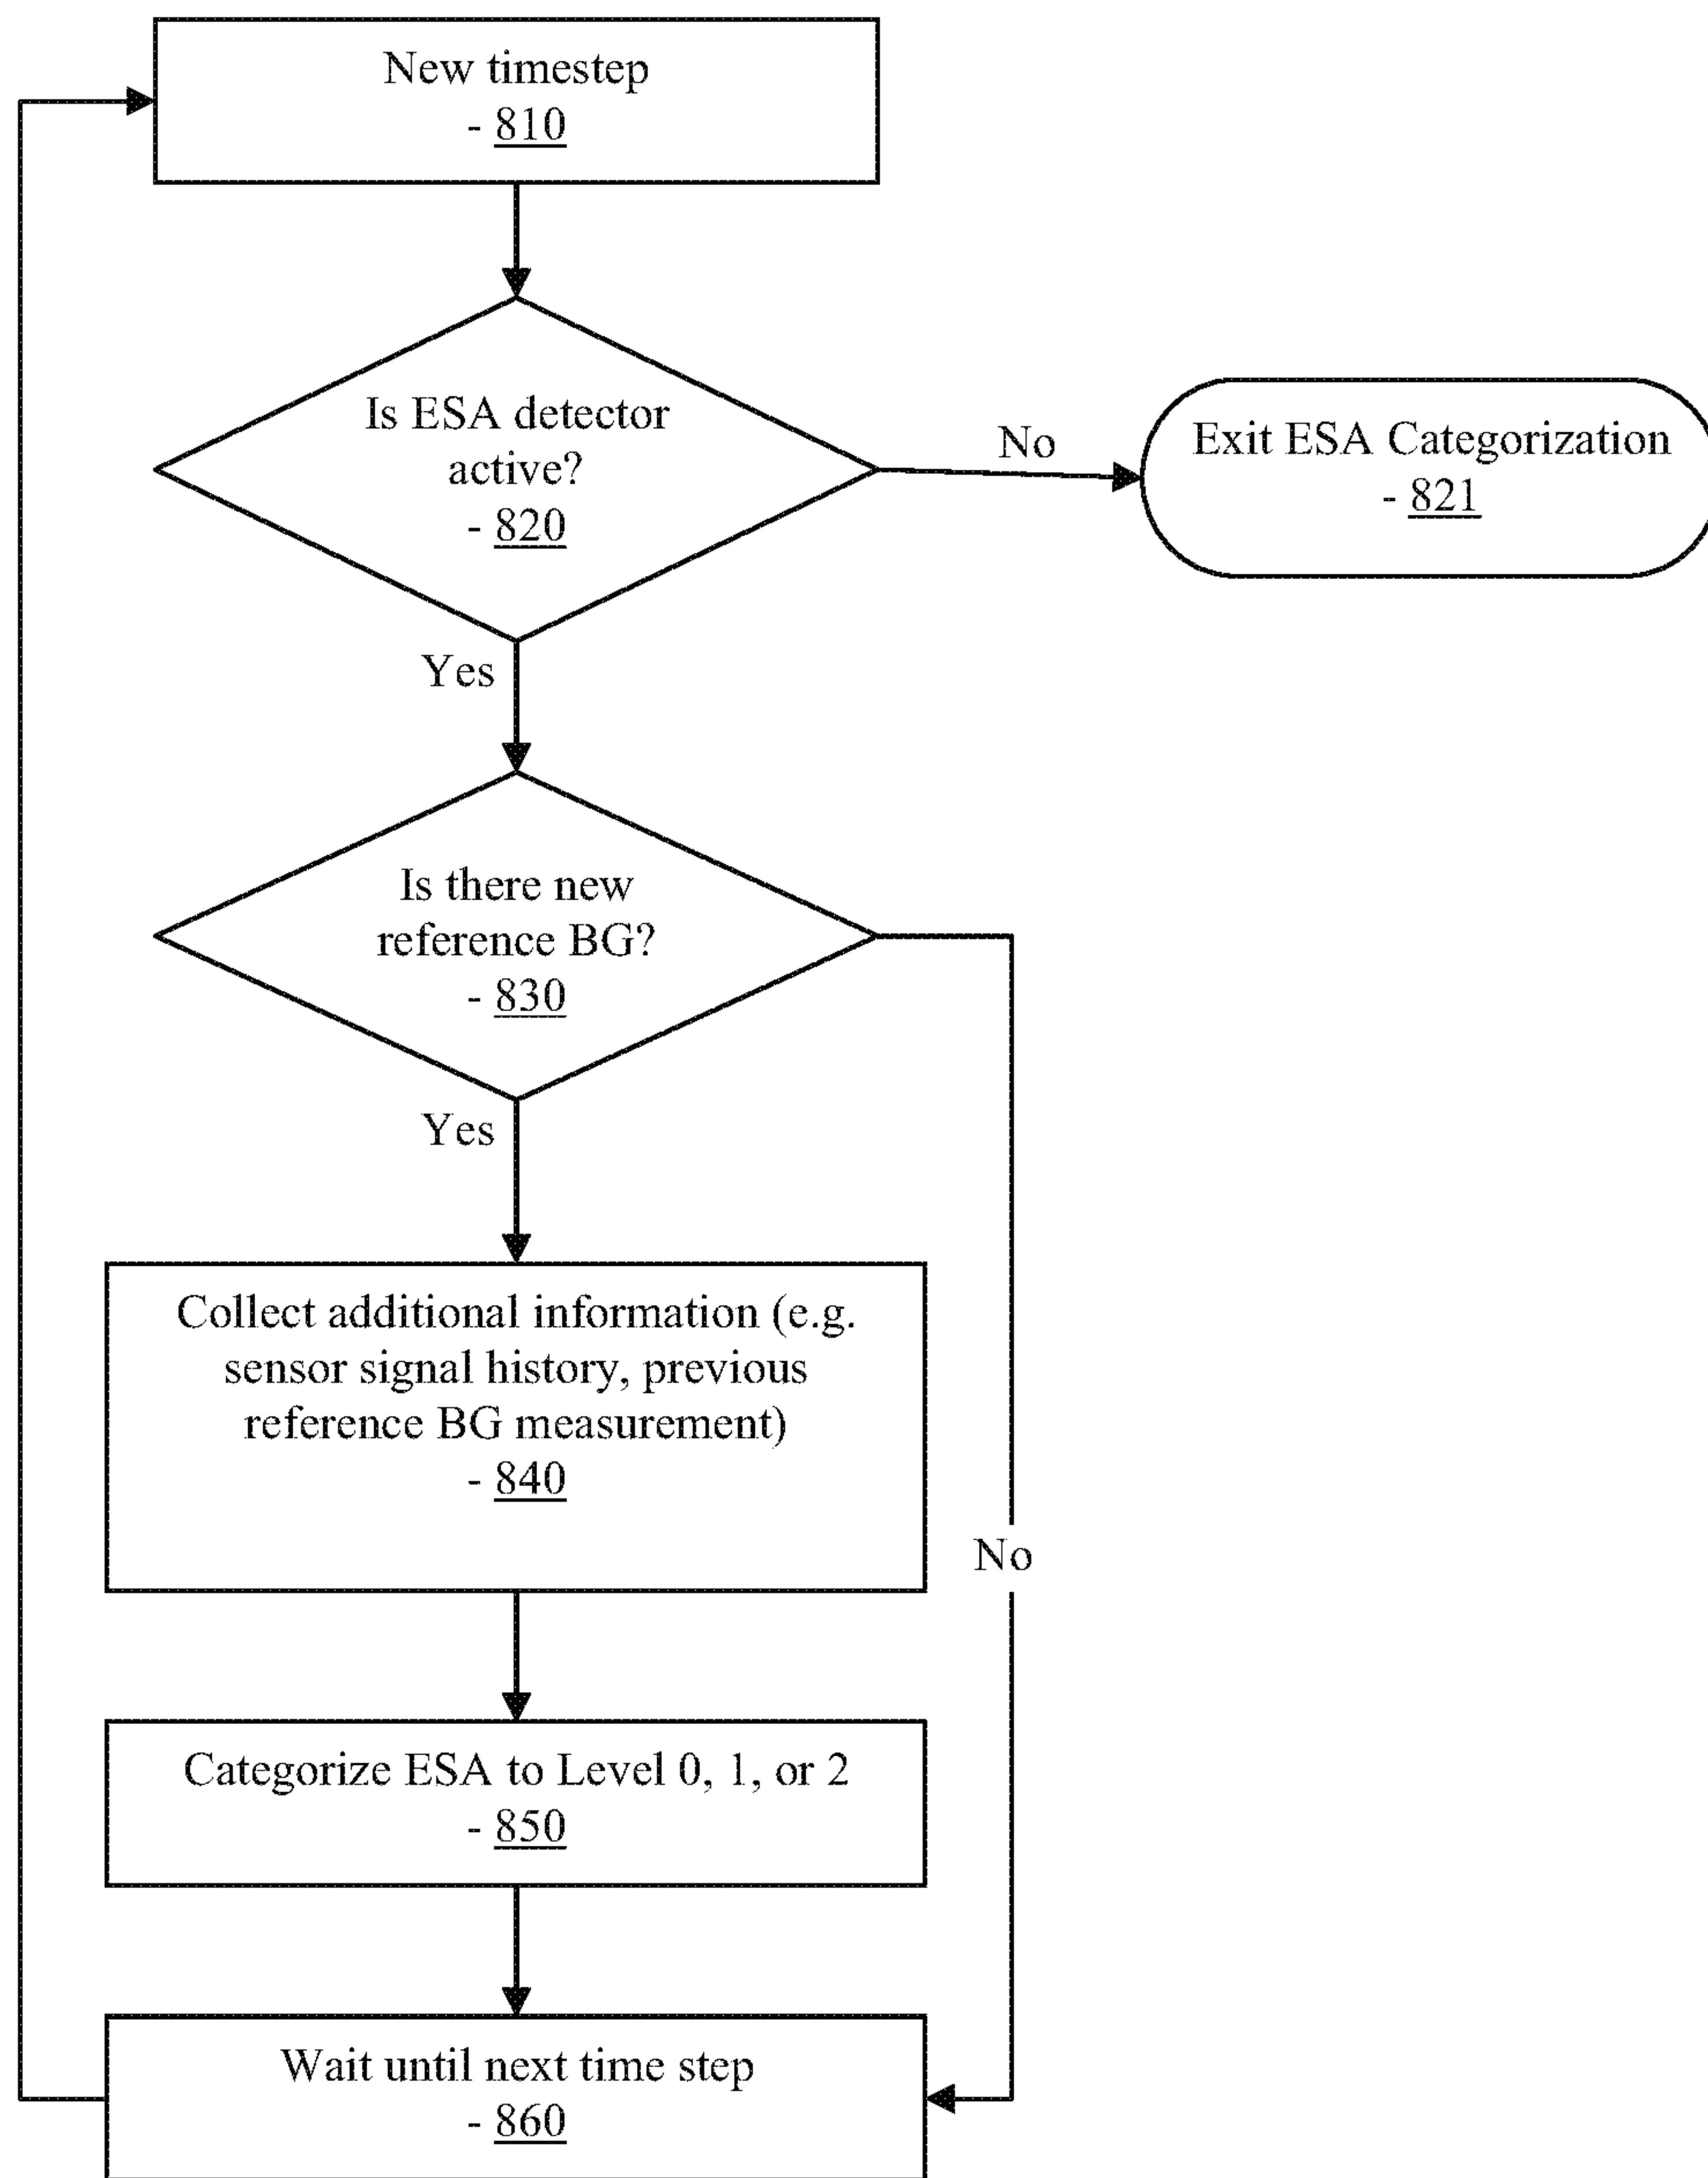 New timestep
- 810
Is ESA detector
active?
- 820
No
Exit ESA Categorization
- 821
Yes
Is there new
reference BG?
- 830
Yes
Collect additional information (e.g.
sensor signal history, previous
reference BG measurement)
- 840
No
Categorize ESA to Level 0, 1, or 2
- 850
Wait until next time step
- 860